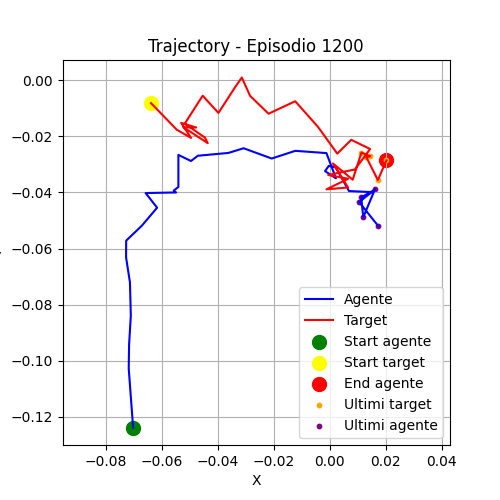 Trajectory - Episodio 1200
0.00
−0.02
−0.04
−0.06
−0.08
−0.10
−0.12
Agente
Target
Start agente
Start target
End agente
Ultimi target
Ultimi agente
−0.08 −0.06 −0.04 −0.02 0.00 0.02 0.04
X